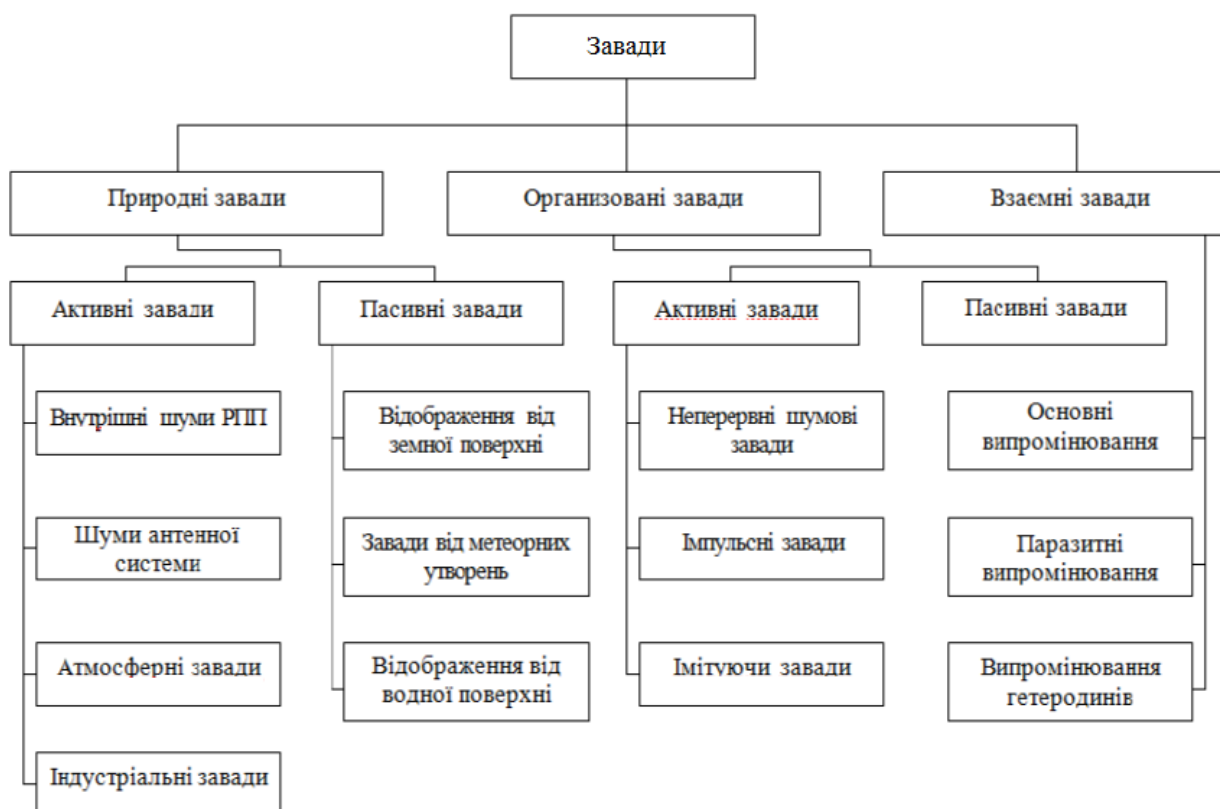 Завади
Природні завади
Организовані завади
Взаємні завади
Активні завади
Пасивні завади
Активні завади
Пасивні завади
Внутрішні шуми РПП
Відображення від
земної поверхні
Неперервні шумові
завади
Основні
випромінювання
Шуми антенної
системи
Завади від метеорних
утворень
Імпульсні завади
Паразитні
випромінювання
Атмосферні завади
Відображення від
водної поверхні
Імітуючи завади
Випромінювання
гетеродинів
Індустріальні завади